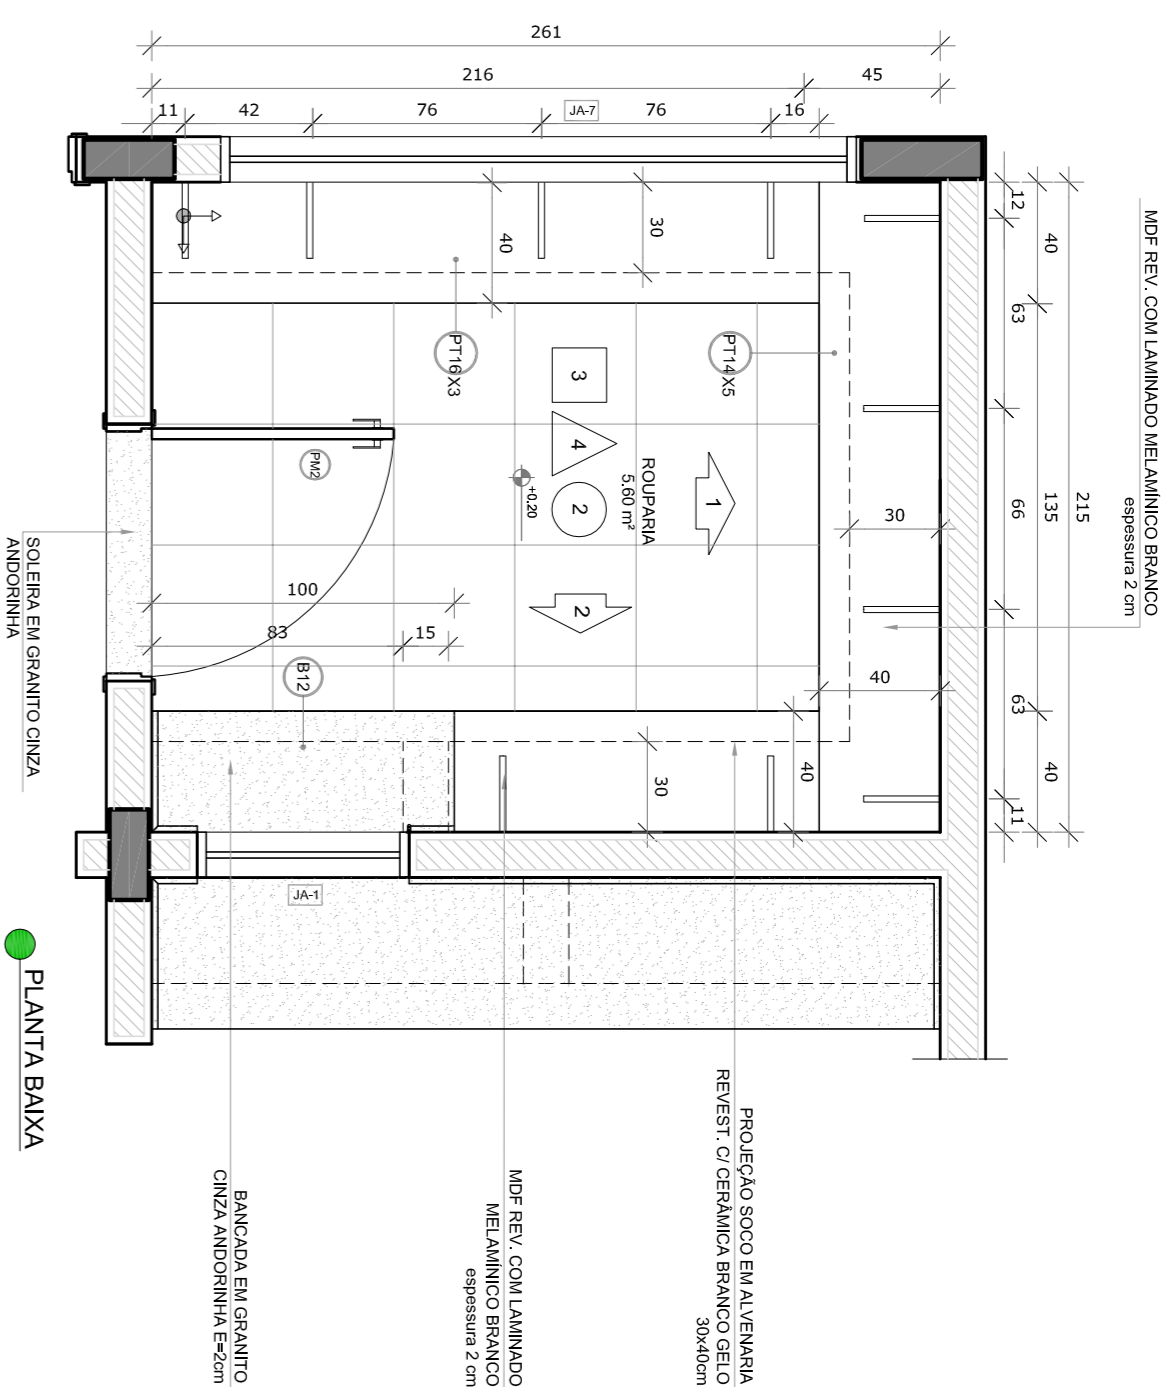 261
216
45
11
42
76
JA-7
76
16
12
40
63
66
135
215
63
40
11
MDF REV. COM LAMINADO MELAMÍNICO BRANCO
espessura 2 cm
40
30
PT16 X3
PT14 X5
3
4
2
1
2
ROUPARIA
5.60 m²
+0.20
PM2
30
40
100
83
15
B12
30
40
JA-1
SOLEIRA EM GRANITO CINZA
ANDORINHA
PLANTA BAIXA
PROJEÇÃO SOCO EM ALVENARIA
REVEST. C/ CERÂMICA BRANCO GELO
30x40cm
MDF REV. COM LAMINADO
MELAMÍNICO BRANCO
espessura 2 cm
BANCADA EM GRANITO
CINZA ANDORINHA E=2cm